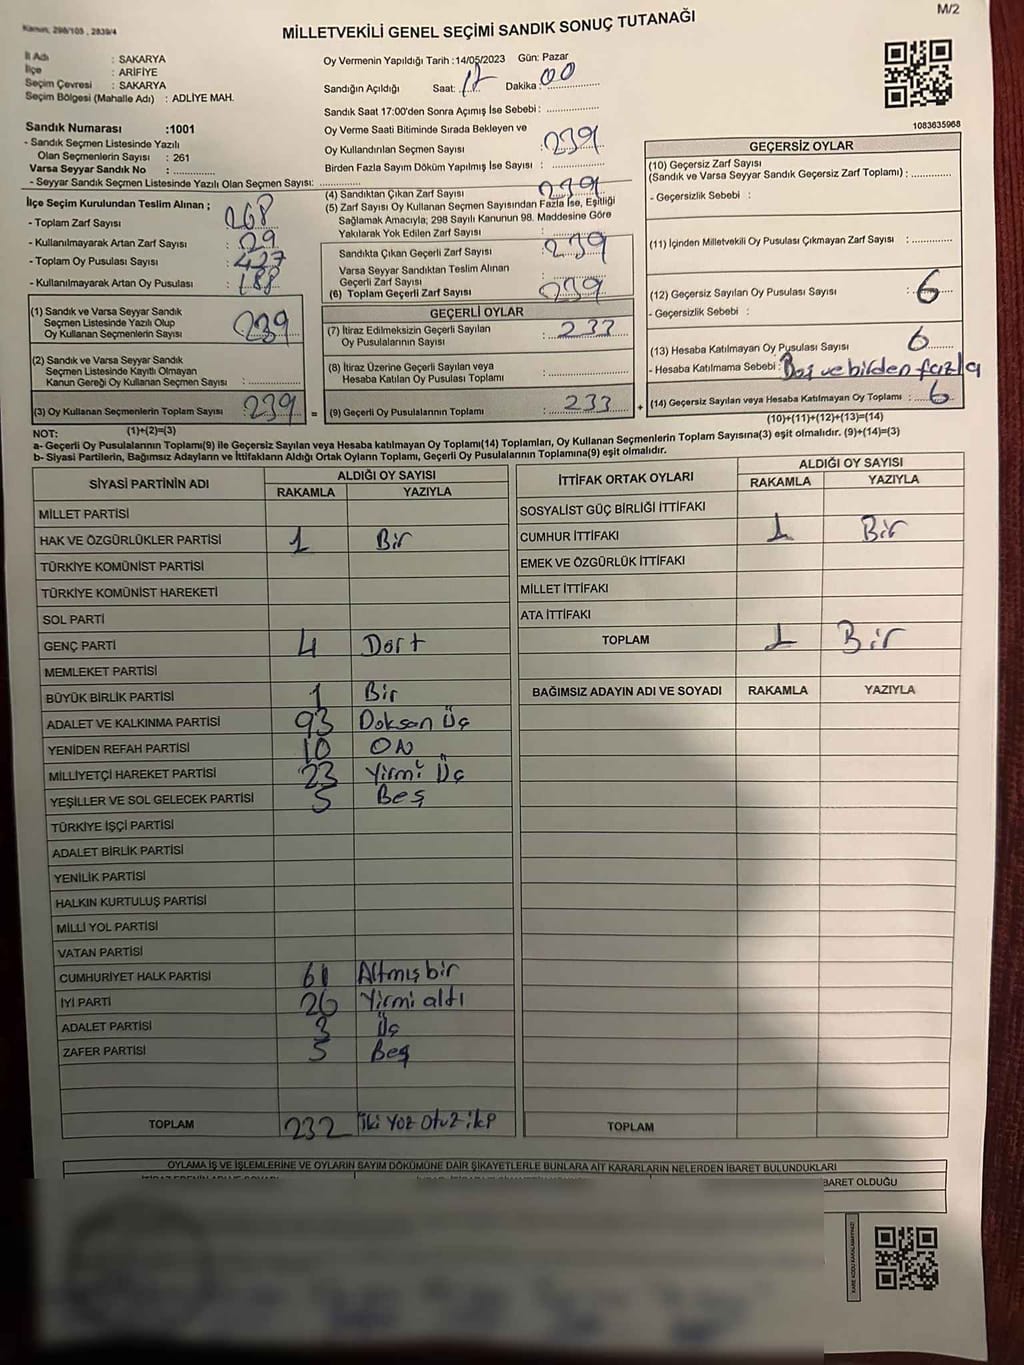 Kanun, 298/105 , 2839/4
M/2
MİLLETVEKİLİ GENEL SEÇİMİ SANDIK SONUÇ TUTANAĞI
İl Adı : SAKARYA
İlçe : ARİFİYE
Seçim Çevresi : SAKARYA
Seçim Bölgesi (Mahalle Adı) : ADLİYE MAH.
Sandık Numarası :1001
- Sandık Seçmen Listesinde Yazılı
Olan Seçmenlerin Sayısı : 261
Varsa Seyyar Sandık No :
- Seyyar Sandık Seçmen Listesinde Yazılı Olan Seçmen Sayısı:
İlçe Seçim Kurulundan Teslim Alınan ;
- Toplam Zarf Sayısı : 268
- Kullanılmayarak Artan Zarf Sayısı : 29
- Toplam Oy Pusulası Sayısı : 427
- Kullanılmayarak Artan Oy Pusulası : 188
(1) Sandık ve Varsa Seyyar Sandık
Seçmen Listesinde Yazılı Olup
Oy Kullanan Seçmenlerin Sayısı : 239
(2) Sandık ve Varsa Seyyar Sandık
Seçmen Listesinde Kayıtlı Olmayan
Kanun Gereği Oy Kullanan Seçmen Sayısı :
(3) Oy Kullanan Seçmenlerin Toplam Sayısı : 239 =
(1)+(2)=(3)
Oy Vermenin Yapıldığı Tarih :14/05/2023 Gün: Pazar
Sandığın Açıldığı Saat: 17 Dakika: 00
Sandık Saat 17:00'den Sonra Açımış İse Sebebi :
Oy Verme Saati Bitiminde Sırada Bekleyen ve
Oy Kullandırılan Seçmen Sayısı : 239
Birden Fazla Sayım Döküm Yapılmış İse Sayısı :
(4) Sandıktan Çıkan Zarf Sayısı : 239
(5) Zarf Sayısı Oy Kullanan Seçmen Sayısından Fazla İse, Eşitliği
Sağlamak Amacıyla; 298 Sayılı Kanunun 98. Maddesine Göre
Yakılarak Yok Edilen Zarf Sayısı :
Sandıkta Çıkan Geçerli Zarf Sayısı : 239
Varsa Seyyar Sandıktan Teslim Alınan
Geçerli Zarf Sayısı :
(6) Toplam Geçerli Zarf Sayısı : 239
GEÇERLİ OYLAR
(7) İtiraz Edilmeksizin Geçerli Sayılan
Oy Pusulalarının Sayısı : 233
(8) İtiraz Üzerine Geçerli Sayılan veya
Hesaba Katılan Oy Pusulası Toplamı :
(9) Geçerli Oy Pusulalarının Toplamı : 233 +
1083635968
GEÇERSİZ OYLAR
(10) Geçersiz Zarf Sayısı
(Sandık ve Varsa Seyyar Sandık Geçersiz Zarf Toplamı) :
- Geçersizlik Sebebi :
(11) İçinden Milletvekili Oy Pusulası Çıkmayan Zarf Sayısı :
(12) Geçersiz Sayılan Oy Pusulası Sayısı : 6
- Geçersizlik Sebebi :
(13) Hesaba Katılmayan Oy Pusulası Sayısı : 6
- Hesaba Katılmama Sebebi : Boş ve birden fazla
(14) Geçersiz Sayılan veya Hesaba Katılmayan Oy Toplamı : 6
(10)+(11)+(12)+(13)=(14)
NOT:
a- Geçerli Oy Pusulalarının Toplamı(9) ile Geçersiz Sayılan veya Hesaba katılmayan Oy Toplamı(14) Toplamları, Oy Kullanan Seçmenlerin Toplam Sayısına(3) eşit olmalıdır. (9)+(14)=(3)
b- Siyasi Partilerin, Bağımsız Adayların ve İttifakların Aldığı Ortak Oyların Toplamı, Geçerli Oy Pusulalarının Toplamına(9) eşit olmalıdır.
SİYASİ PARTİNİN ADI ALDIĞI OY SAYISI
RAKAMLA YAZIYLA
MİLLET PARTİSİ
HAK VE ÖZGÜRLÜKLER PARTİSİ 1 Bir
TÜRKİYE KOMÜNİST PARTİSİ
TÜRKİYE KOMÜNİST HAREKETİ
SOL PARTİ
GENÇ PARTİ 4 Dört
MEMLEKET PARTİSİ
BÜYÜK BİRLİK PARTİSİ 1 Bir
ADALET VE KALKINMA PARTİSİ 93 Doksan Üç
YENİDEN REFAH PARTİSİ 10 ON
MİLLİYETÇİ HAREKET PARTİSİ 23 Yirmi Üç
YEŞİLLER VE SOL GELECEK PARTİSİ 5 Beş
TÜRKİYE İŞÇİ PARTİSİ
ADALET BİRLİK PARTİSİ
YENİLİK PARTİSİ
HALKIN KURTULUŞ PARTİSİ
MİLLİ YOL PARTİSİ
VATAN PARTİSİ
CUMHURİYET HALK PARTİSİ 61 Altmış bir
İYİ PARTİ 26 Yirmi altı
ADALET PARTİSİ 3 Üç
ZAFER PARTİSİ 5 Beş
TOPLAM 232 İki Yüz Otuz iki
İTTİFAK ORTAK OYLARI ALDIĞI OY SAYISI
RAKAMLA YAZIYLA
SOSYALİST GÜÇ BİRLİĞİ İTTİFAKI
CUMHUR İTTİFAKI 1 Bir
EMEK VE ÖZGÜRLÜK İTTİFAKI
MİLLET İTTİFAKI
ATA İTTİFAKI
TOPLAM 1 Bir
BAĞIMSIZ ADAYIN ADI VE SOYADI RAKAMLA YAZIYLA
TOPLAM
OYLAMA İŞ VE İŞLEMLERİNE VE OYLARIN SAYIM DÖKÜMÜNE DAİR ŞİKAYETLERLE BUNLARA AİT KARARLARIN NELERDEN İBARET BULUNDUKLARI
BARET OLDUĞU